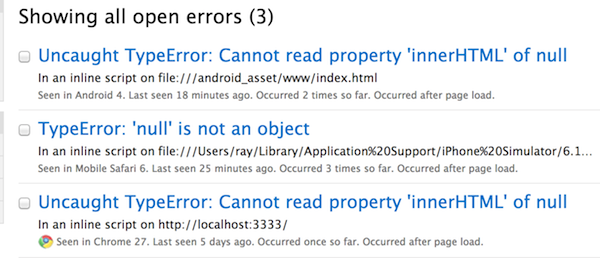 Showing all open errors (3)
Uncaught TypeError: Cannot read property 'innerHTML' of null
In an inline script on file:///android_asset/www/index.html
Seen in Android 4. Last seen 18 minutes ago. Occurred 2 times so far. Occurred after page load.
TypeError: 'null' is not an object
In an inline script on file:///Users/ray/Library/Application%20Support/iPhone%20Simulator/6.1...
Seen in Mobile Safari 6. Last seen 25 minutes ago. Occurred 3 times so far. Occurred after page load.
Uncaught TypeError: Cannot read property 'innerHTML' of null
In an inline script on http://localhost:3333/
Seen in Chrome 27. Last seen 5 days ago. Occurred once so far. Occurred after page load.